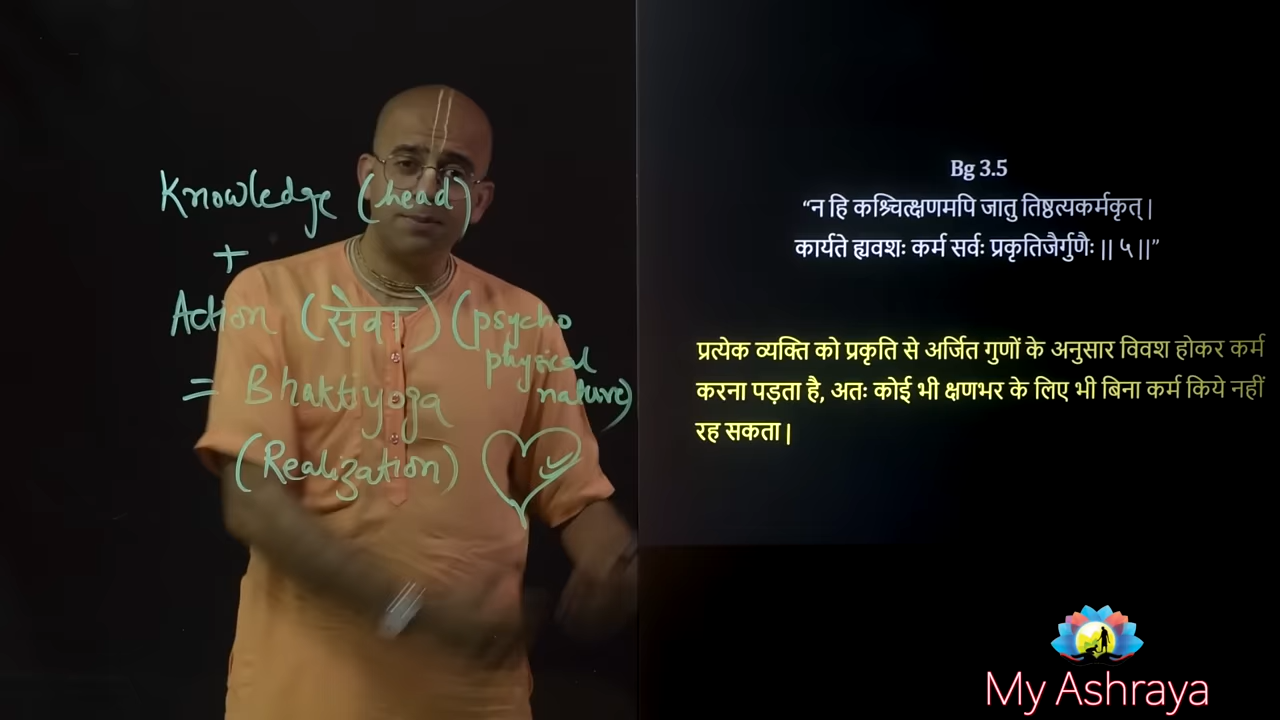 Knowledge (head)
+
Action (सेवा) (psycho
physical
nature)
= Bhaktiyoga
(Realization)
Bg 3.5
“न हि कश्र्चित्क्षणमपि जातु तिष्ठत्यकर्मकृत् |
कार्यते ह्यवशः कर्म सर्वः प्रकृतिजैर्गुणैः || ५ ||”
प्रत्येक व्यक्ति को प्रकृति से अर्जित गुणों के अनुसार विवश होकर कर्म
करना पड़ता है, अतः कोई भी क्षणभर के लिए भी बिना कर्म किये नहीं
रह सकता |
My Ashraya